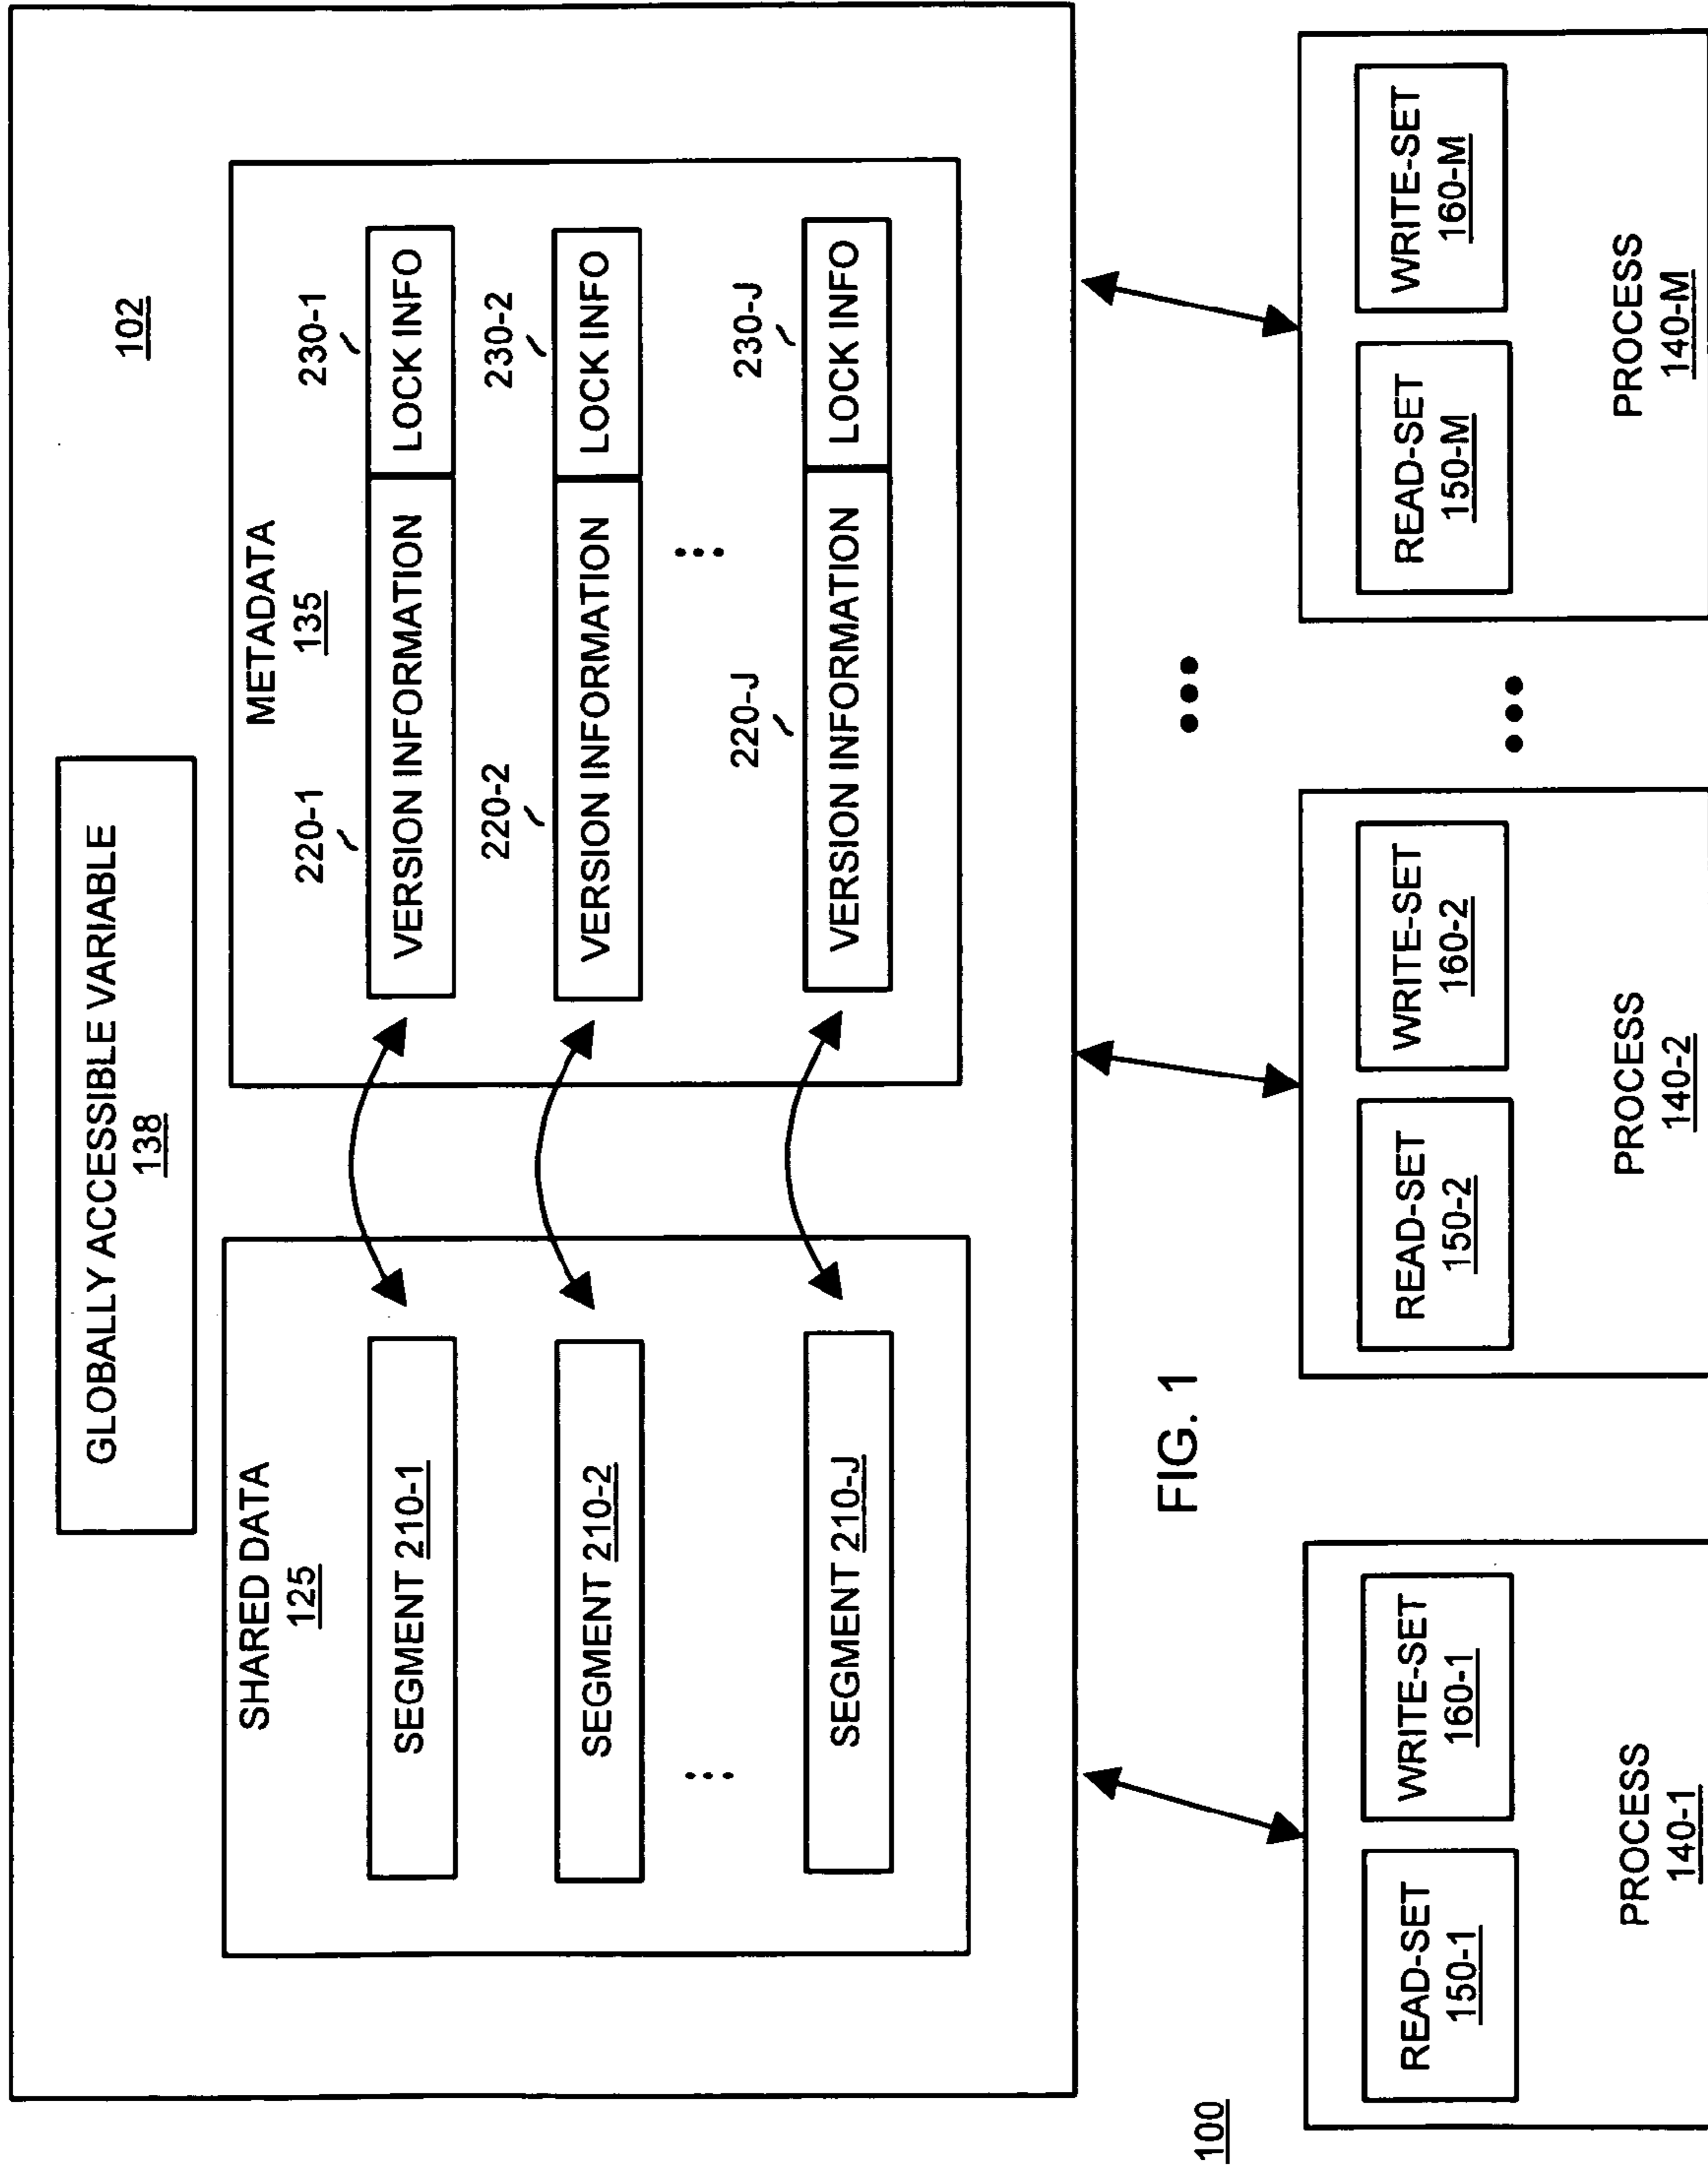 102
GLOBALLY ACCESSIBLE VARIABLE
138
SHARED DATA
125
SEGMENT 210-1
SEGMENT 210-2
SEGMENT 210-J
METADATA
135
220-1
230-1
VERSION INFORMATION
LOCK INFO
220-2
230-2
VERSION INFORMATION
LOCK INFO
220-J
230-J
VERSION INFORMATION
LOCK INFO
100
FIG. 1
READ-SET
150-1
WRITE-SET
160-1
PROCESS
140-1
READ-SET
150-2
WRITE-SET
160-2
PROCESS
140-2
READ-SET
150-M
WRITE-SET
160-M
PROCESS
140-M